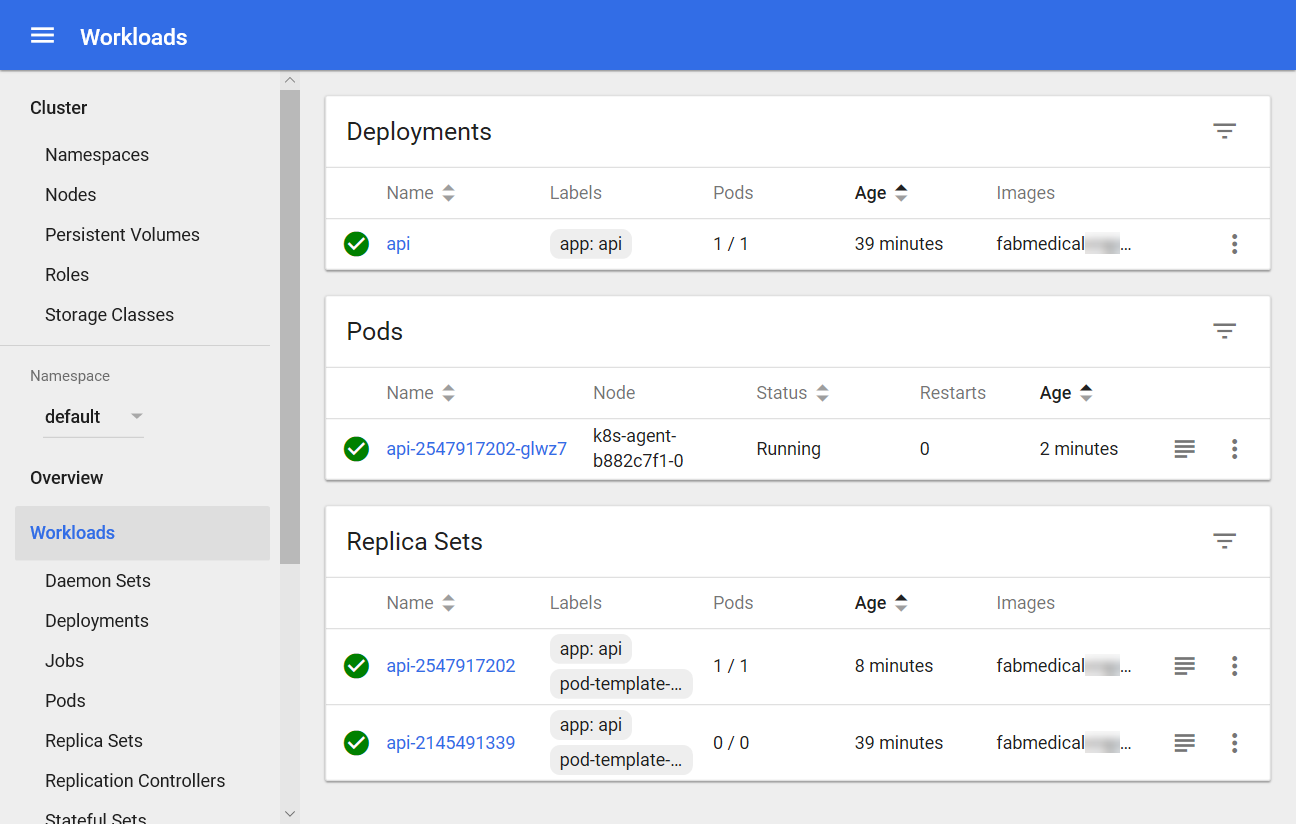 Workloads
Cluster
Namespaces
Nodes
Persistent Volumes
Roles
Storage Classes
Namespace
default
Overview
Workloads
Daemon Sets
Deployments
Jobs
Pods
Replica Sets
Replication Controllers
Stateful Sets
Deployments
Name Labels Pods Age Images
api app: api 1 / 1 39 minutes fabmedical...
Pods
Name Node Status Restarts Age
api-2547917202-glwz7 k8s-agent-b882c7f1-0 Running 0 2 minutes
Replica Sets
Name Labels Pods Age Images
api-2547917202 app: api pod-template-... 1 / 1 8 minutes fabmedical...
api-2145491339 app: api pod-template-... 0 / 0 39 minutes fabmedical...